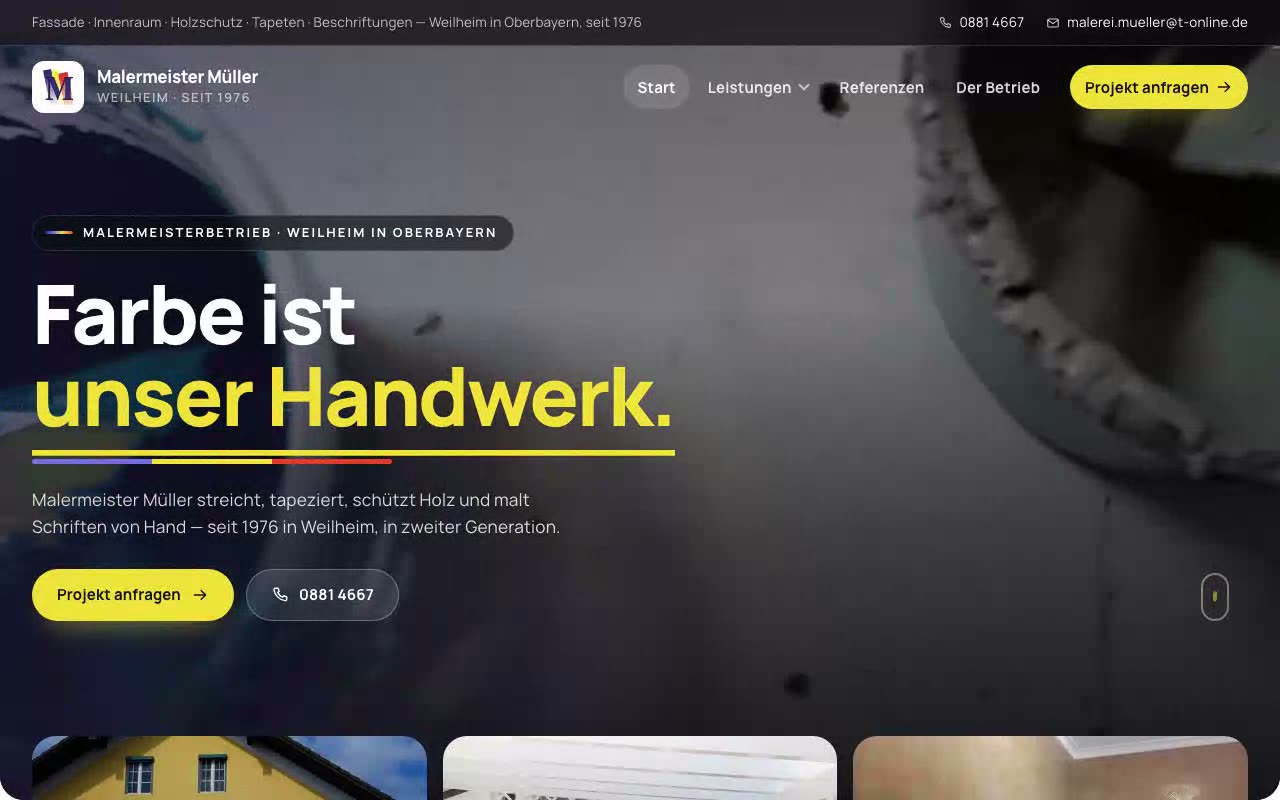 Fassade · Innenraum · Holzschutz · Tapeten · Beschriftungen — Weilheim in Oberbayern, seit 1976
0881 4667
malerei.mueller@t-online.de
M
Malermeister Müller
WEILHEIM · SEIT 1976
Start
Leistungen
Referenzen
Der Betrieb
Projekt anfragen →
MALERMEISTERBETRIEB · WEILHEIM IN OBERBAYERN
Farbe ist
unser Handwerk.
Malermeister Müller streicht, tapeziert, schützt Holz und malt
Schriften von Hand — seit 1976 in Weilheim, in zweiter Generation.
Projekt anfragen →
0881 4667